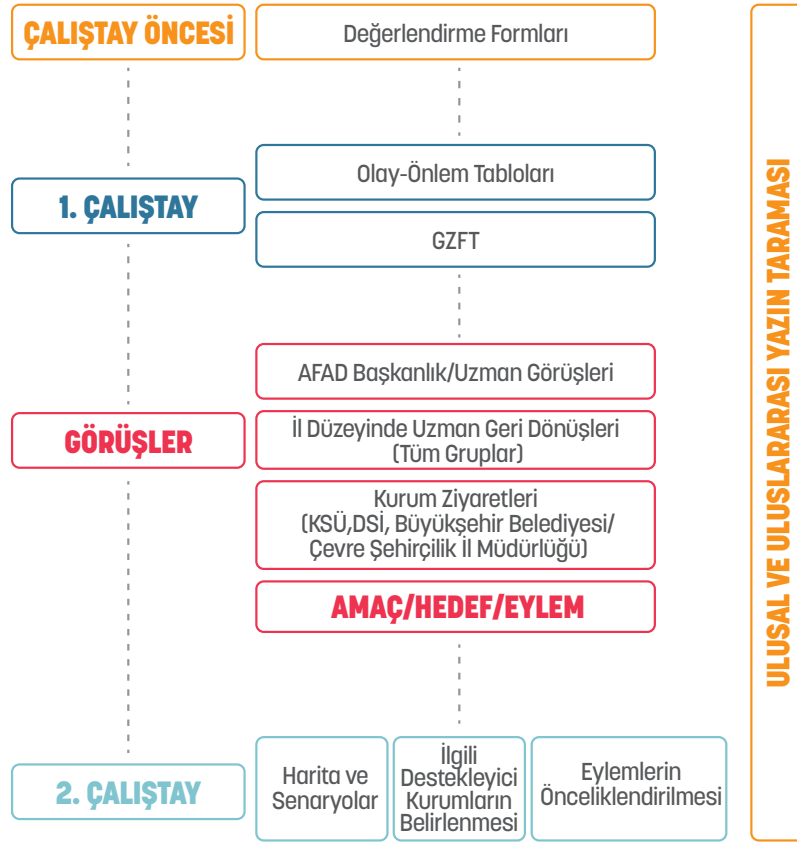 ÇALIŞTAY ÖNCESİ
Değerlendirme Formları
1. ÇALIŞTAY
Olay-Önlem Tabloları
GZFT
GÖRÜŞLER
AFAD Başkanlık/Uzman Görüşleri
İl Düzeyinde Uzman Geri Dönüşleri
(Tüm Gruplar)
Kurum Ziyaretleri
(KSÜ,DSİ, Büyükşehir Belediyesi/
Çevre Şehirçilik İl Müdürlüğü)
AMAÇ/HEDEF/EYLEM
2. ÇALIŞTAY
Harita ve
Senaryolar
İlgili
Destekleyici
Kurumların
Belirlenmesi
Eylemlerin
Önceliklendirilmesi
ULUSAL VE ULUSLARARASI YAZIN TARAMASI